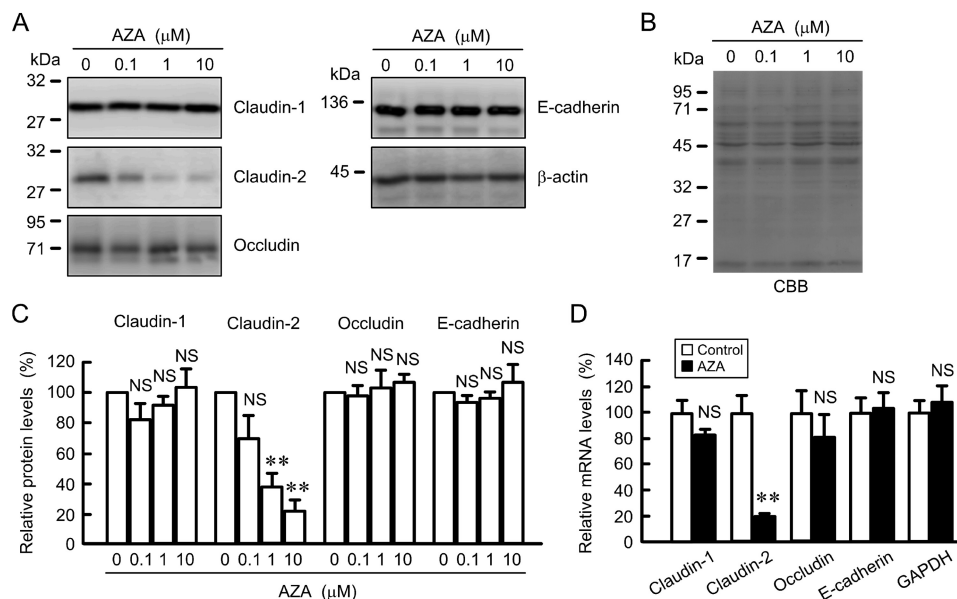 A
AZA (μM)
kDa
0 0.1 1 10
32
27
Claudin-1
32
27
Claudin-2
95
71
Occludin
AZA (μM)
kDa
0 0.1 1 10
136
E-cadherin
45
β-actin
B
AZA (μM)
kDa
0 0.1 1 10
95
71
45
32
27
17
CBB
C
Claudin-1 Claudin-2 Occludin E-cadherin
Relative protein levels (%)
120
100
80
60
40
20
0
NS NS NS
** **
NS NS NS
NS NS NS
0 0.1 1 10 0 0.1 1 10 0 0.1 1 10 0 0.1 1 10
AZA (μM)
D
Control
AZA
Relative mRNA levels (%)
140
120
100
80
60
40
20
0
NS ** NS NS NS
Claudin-1 Claudin-2 Occludin E-cadherin GAPDH